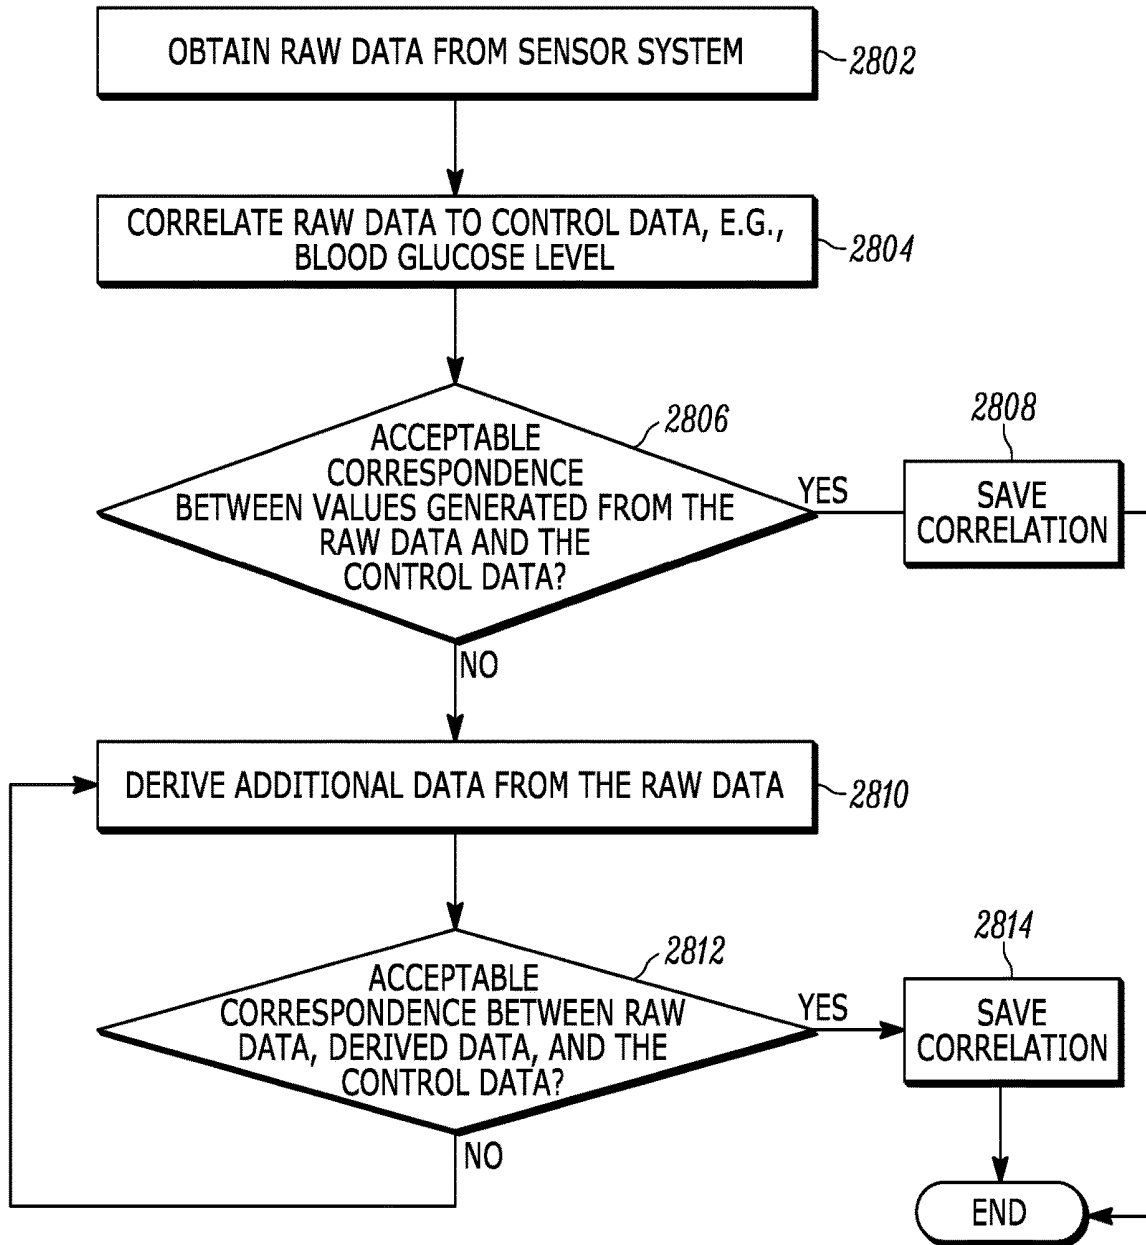 OBTAIN RAW DATA FROM SENSOR SYSTEM
2802
CORRELATE RAW DATA TO CONTROL DATA, E.G.,
BLOOD GLUCOSE LEVEL
2804
ACCEPTABLE
CORRESPONDENCE
BETWEEN VALUES GENERATED FROM THE
RAW DATA AND THE
CONTROL DATA?
2806
YES
2808
SAVE
CORRELATION
NO
DERIVE ADDITIONAL DATA FROM THE RAW DATA
2810
ACCEPTABLE
CORRESPONDENCE BETWEEN RAW
DATA, DERIVED DATA, AND THE
CONTROL DATA?
2812
YES
2814
SAVE
CORRELATION
NO
END